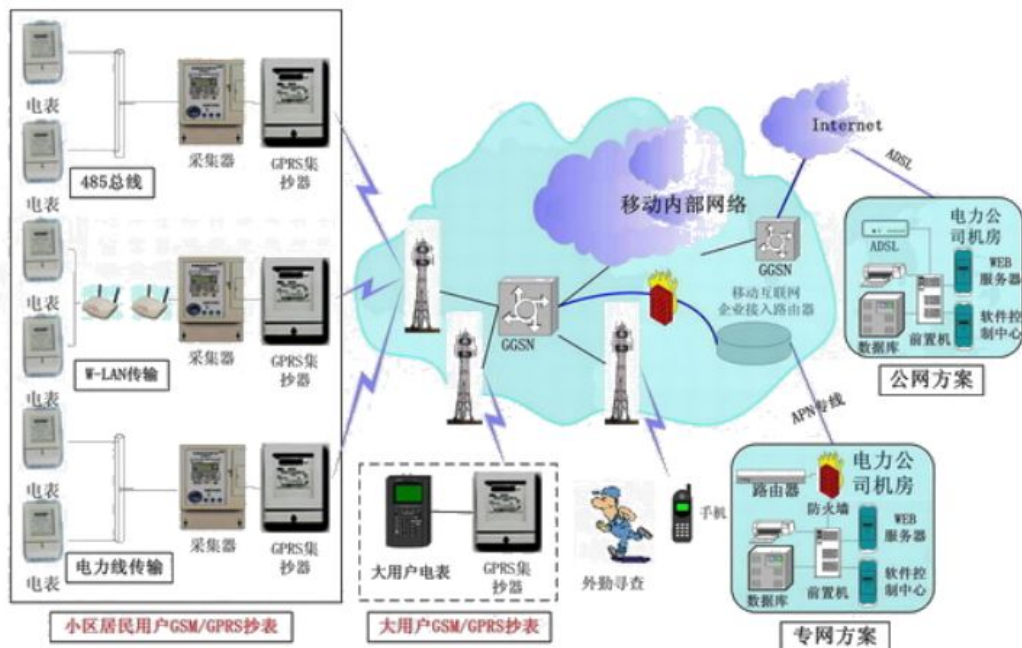 电表
电表
485总线
采集器
GPRS集
抄器
电表
电表
W-LAN传输
采集器
GPRS集
抄器
电表
电表
电力线传输
采集器
GPRS集
抄器
小区居民用户GSM/GPRS抄表
移动内部网络
Internet
GGSN
GGSN
移动互联网
企业接入路由器
ADSL
APN专线
大用户电表
GPRS集
抄器
大用户GSM/GPRS抄表
外勤寻查
手机
电力公
司机房
ADSL
WEB
服务器
数据库
前置机
软件控
制中心
公网方案
电力公
司机房
路由器
防火墙
WEB
服务器
数据库
前置机
软件控
制中心
专网方案